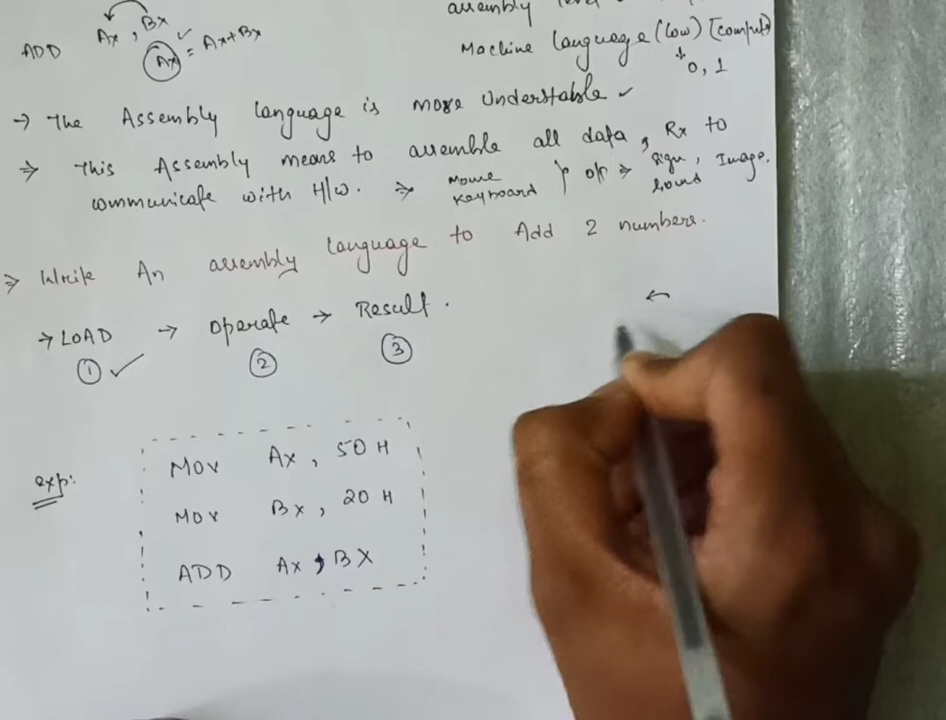 assembly
Machine language (low) [comput
0, 1
ADD Ax, Bx
Ax = Ax+Bx
→ The Assembly language is more Understable ✓
⇒ This Assembly means to assemble all data, Rx to
communicate with H/W. ⇒ Mouse Keyboard } o/p ⇒ sign, Image.
sound
⇒ Write An assembly language to Add 2 numbers.
→ LOAD → Operate → Result.
① ✓ ② ③
←
exp:
MOV Ax, 50 H
MOV Bx, 20 H
ADD Ax, BX